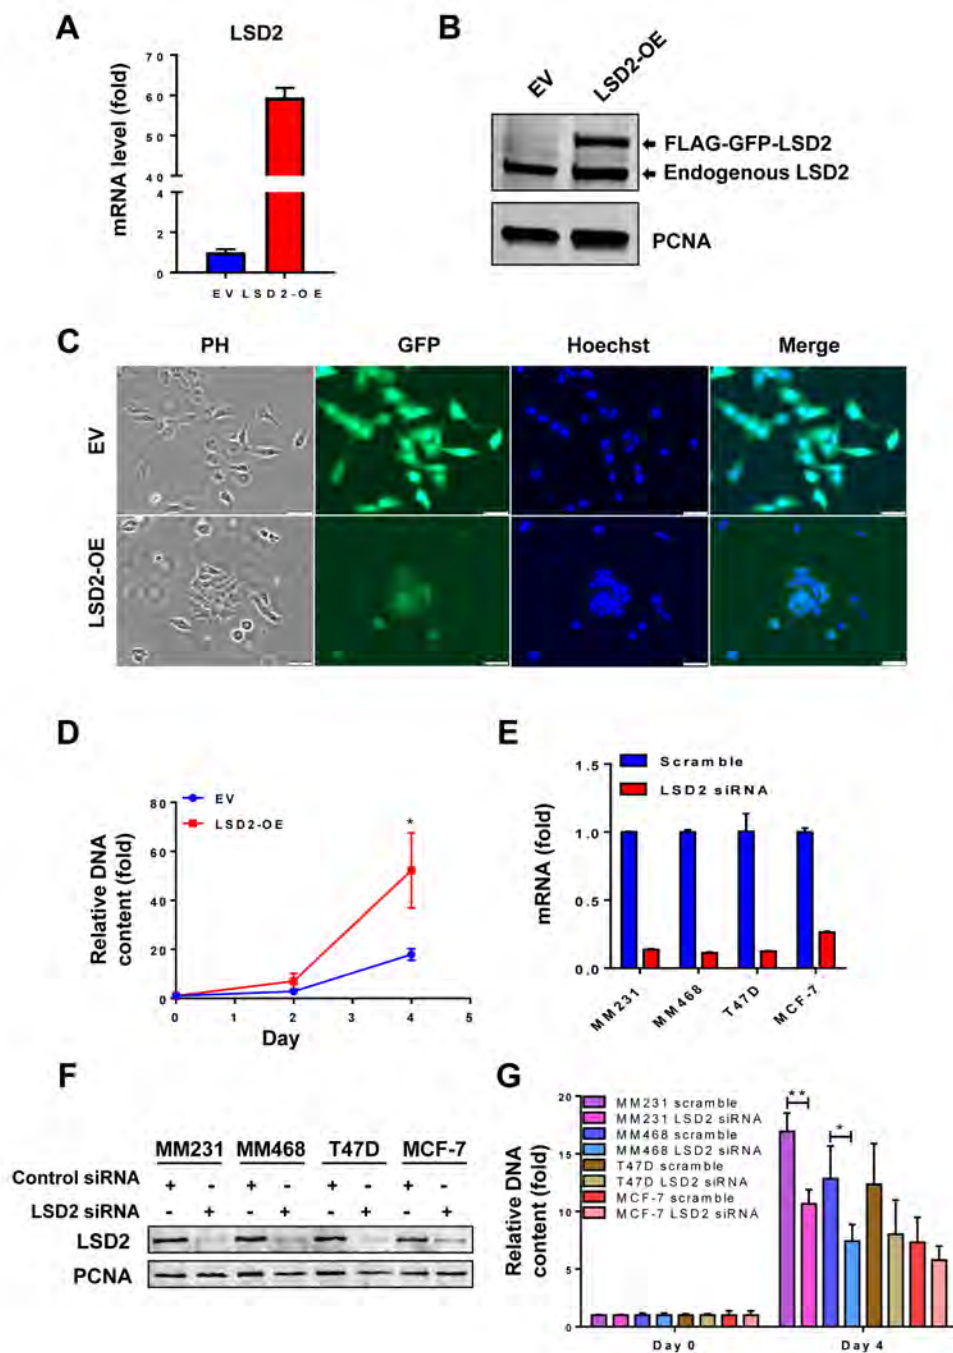 A
LSD2
mRNA level (fold)
70
60
50
40
4
2
0
EV LSD2-OE
B
EV
LSD2-OE
FLAG-GFP-LSD2
Endogenous LSD2
PCNA
C
PH
GFP
Hoechst
Merge
EV
LSD2-OE
D
EV
LSD2-OE
Relative DNA
content (fold)
80
60
40
20
0
*
0 1 2 3 4 5
Day
E
Scramble
LSD2 siRNA
mRNA (fold)
1.5
1.0
0.5
0.0
MM231
MM468
T47D
MCF-7
F
MM231 MM468 T47D MCF-7
Control siRNA + - + - + - + -
LSD2 siRNA - + - + - + - +
LSD2
PCNA
G
Relative DNA
content (fold)
20
15
10
5
0
MM231 scramble
MM231 LSD2 siRNA
MM468 scramble
MM468 LSD2 siRNA
T47D scramble
T47D LSD2 siRNA
MCF-7 scramble
MCF-7 LSD2 siRNA
**
*
Day 0 Day 4